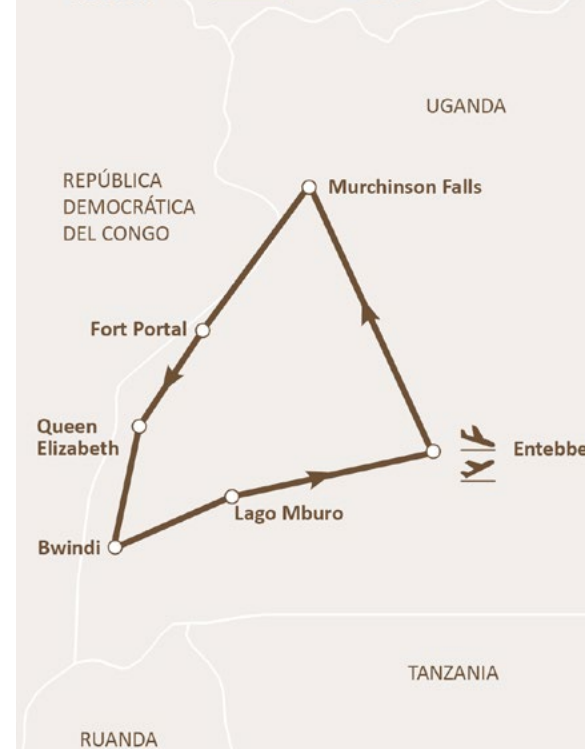 UGANDA
REPÚBLICA
DEMOCRÁTICA
DEL CONGO
Murchinson Falls
Fort Portal
Queen
Elizabeth
Entebbe
Lago Mburo
Bwindi
TANZANIA
RUANDA